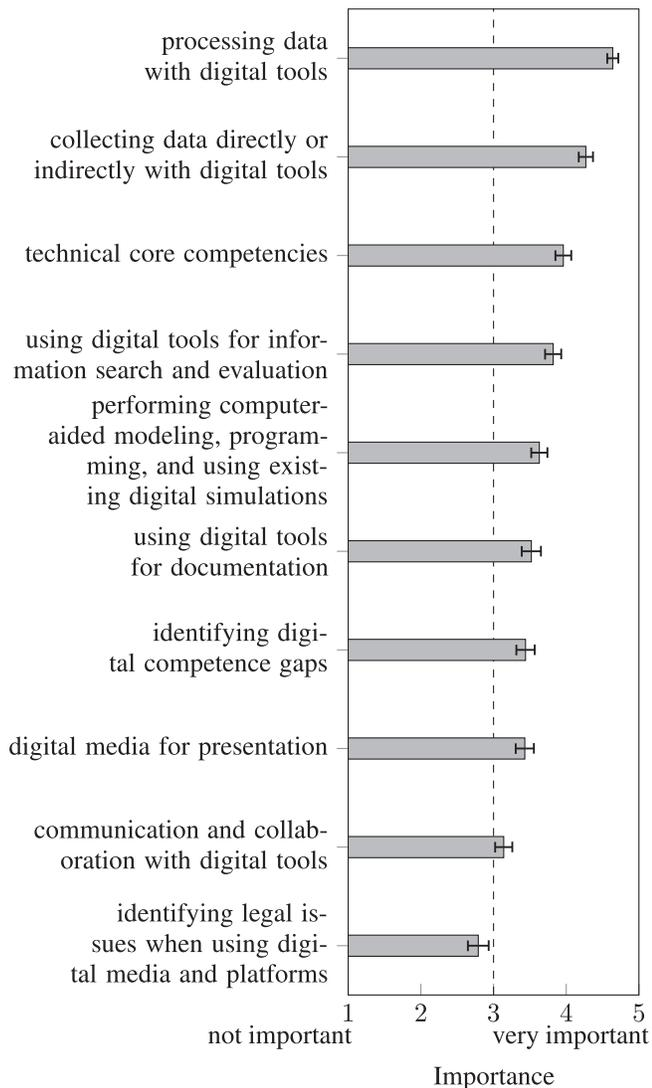 processing data
with digital tools
collecting data directly or
indirectly with digital tools
technical core competencies
using digital tools for infor-
mation search and evaluation
performing computer-
aided modeling, program-
ming, and using exist-
ing digital simulations
using digital tools
for documentation
identifying digi-
tal competence gaps
digital media for presentation
communication and collab-
oration with digital tools
identifying legal is-
sues when using digi-
tal media and platforms
1 2 3 4 5
not important very important
Importance